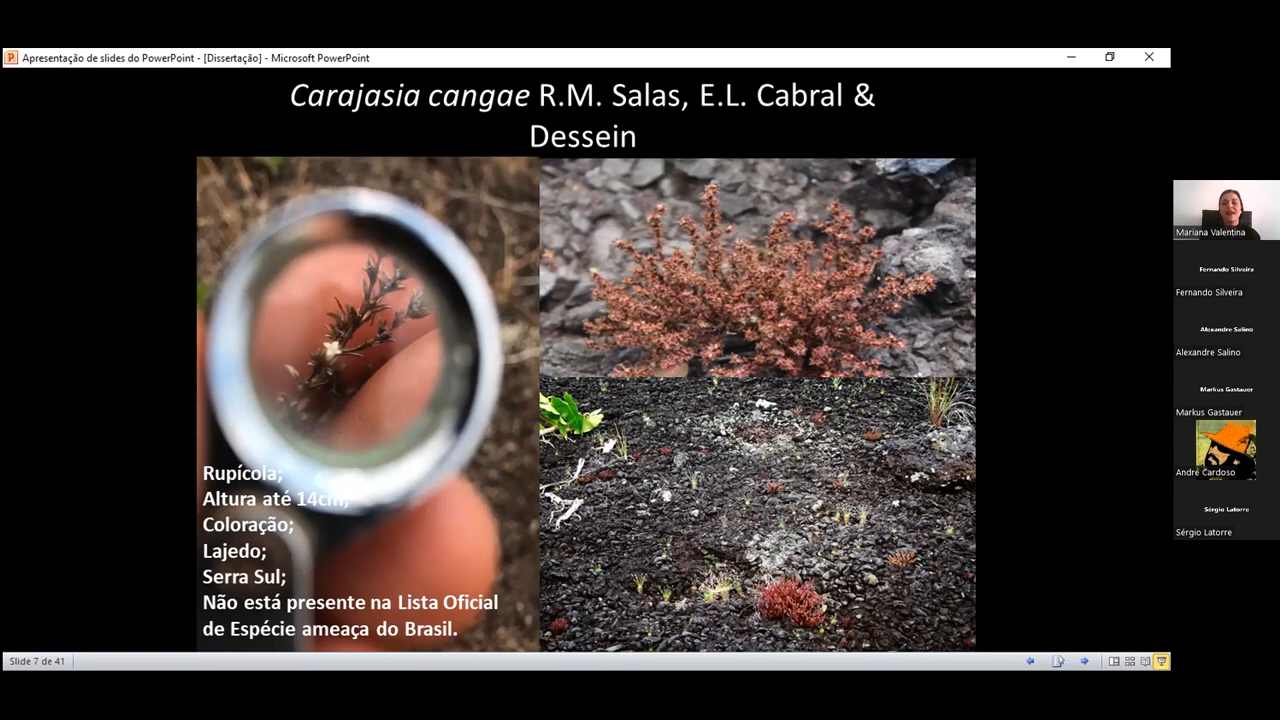 Apresentação de slides do PowerPoint - [Dissertação] - Microsoft PowerPoint
Carajasia cangae R.M. Salas, E.L. Cabral &
Dessein
Rupícola;
Altura até 14cm;
Coloração;
Lajedo;
Serra Sul;
Não está presente na Lista Oficial
de Espécie ameaça do Brasil.
Slide 7 de 41
Mariana Valentina
Fernando Silveira
Fernando Silveira
Alexandre Salino
Alexandre Salino
Markus Gastauer
Markus Gastauer
André Cardoso
Sérgio Latorre
Sérgio Latorre